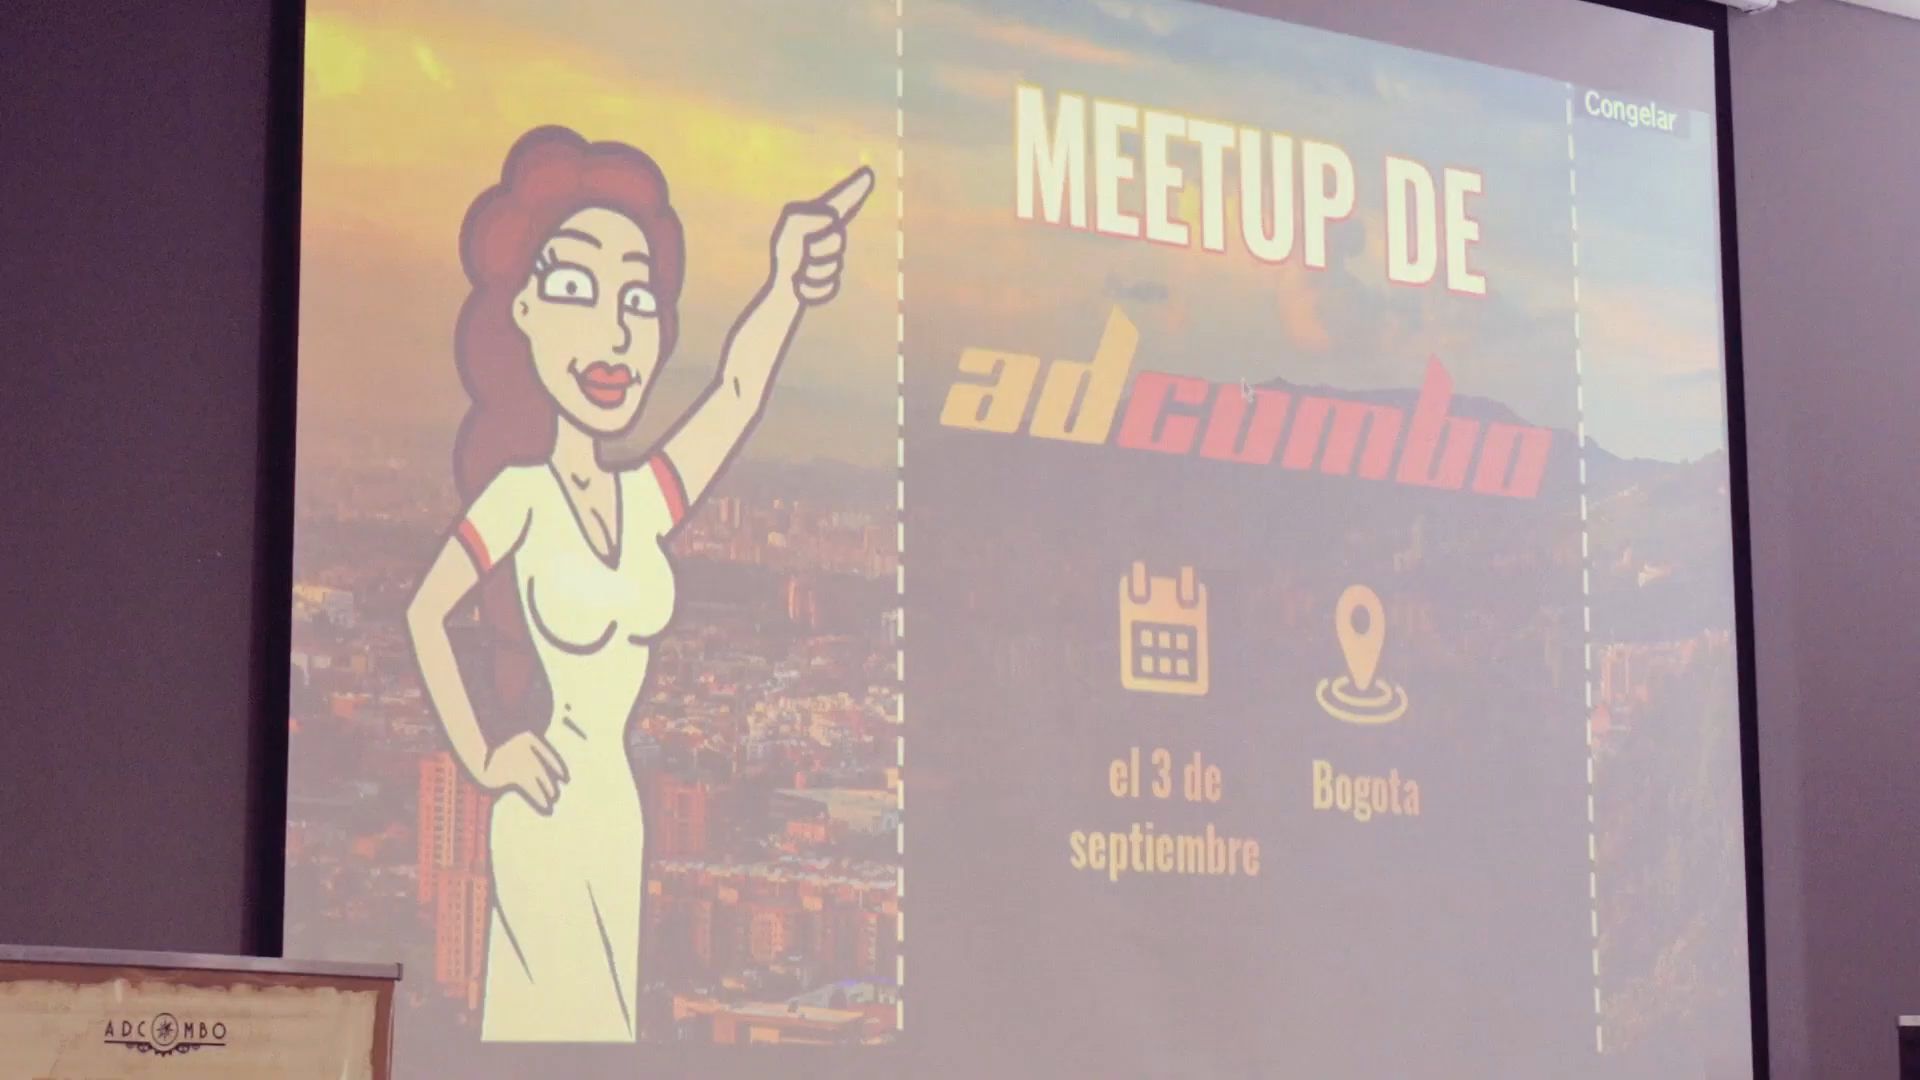 Congelar
MEETUP DE
adcombo
el 3 de
septiembre
Bogota
ADCOMBO